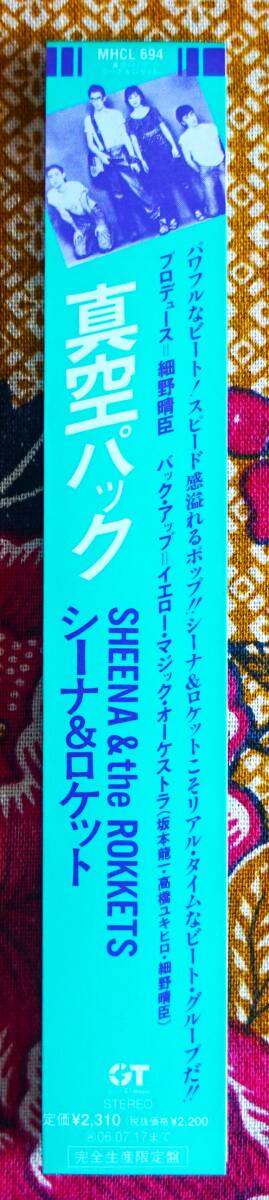 MHCL 694
パワフルなビート！スピード感溢れるポップ!!シーナ&ロケットこそリアル・タイムなビート・グループだ!!
プロデュース＝細野晴臣 バック・アップ＝イエロー・マジック・オーケストラ(坂本龍一・高橋ユキヒロ・細野晴臣)
真空パック
SHEENA & the ROKKETS
シーナ&ロケット
GT
STEREO
定価¥2,310 (税抜価格¥2,200)
06.07.17まで
完全生産限定盤